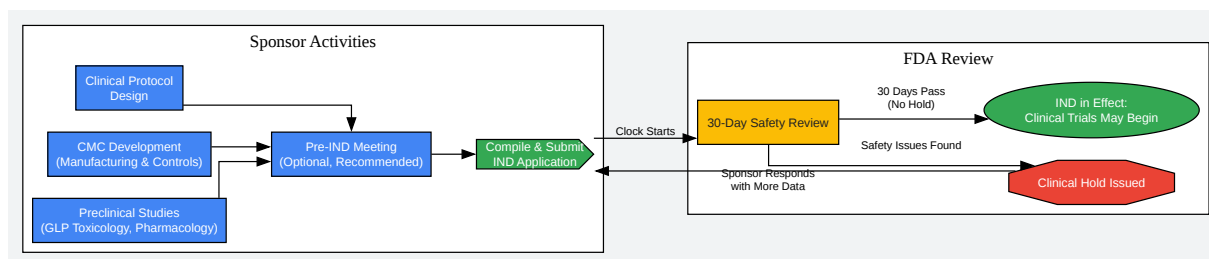 Sponsor Activities
Clinical Protocol
Design
CMC Development
(Manufacturing & Controls)
Preclinical Studies
(GLP Toxicology, Pharmacology)
Pre-IND Meeting
(Optional, Recommended)
Compile & Submit
IND Application
Clock Starts
FDA Review
30-Day Safety Review
30 Days Pass
(No Hold)
IND in Effect:
Clinical Trials May Begin
Safety Issues Found
Clinical Hold Issued
Sponsor Responds
with More Data